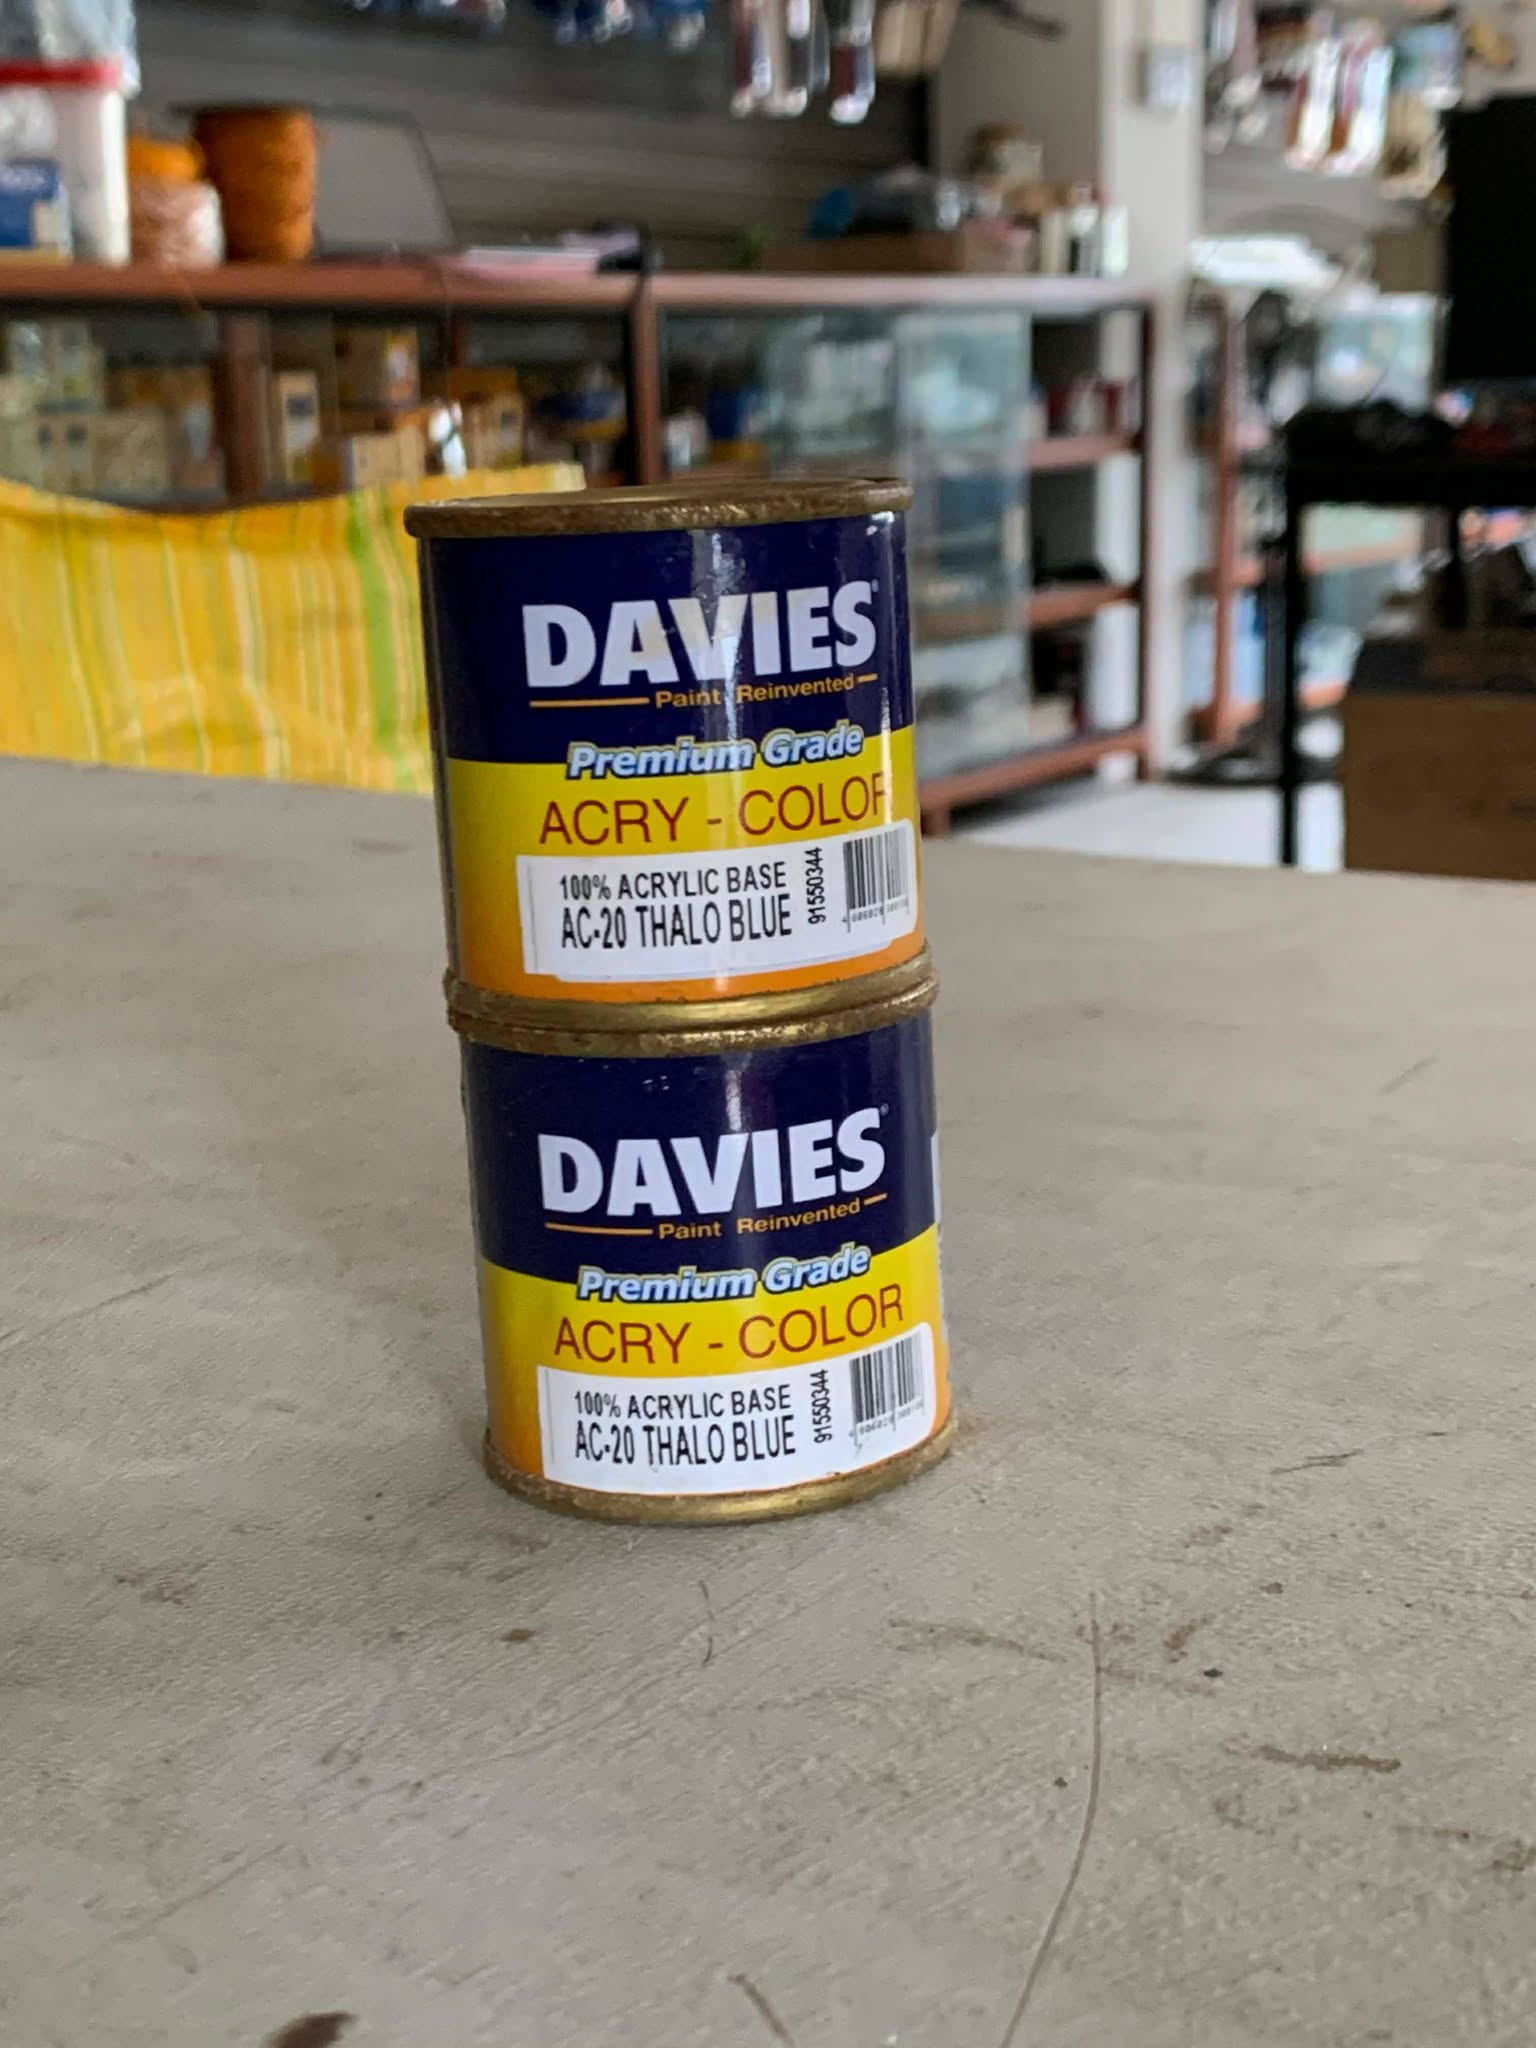 DAVIES®
Paint Reinvented
Premium Grade
ACRY - COLOR
100% ACRYLIC BASE
AC-20 THALO BLUE
91550344
DAVIES®
Paint Reinvented
Premium Grade
ACRY - COLOR
100% ACRYLIC BASE
AC-20 THALO BLUE
91550344